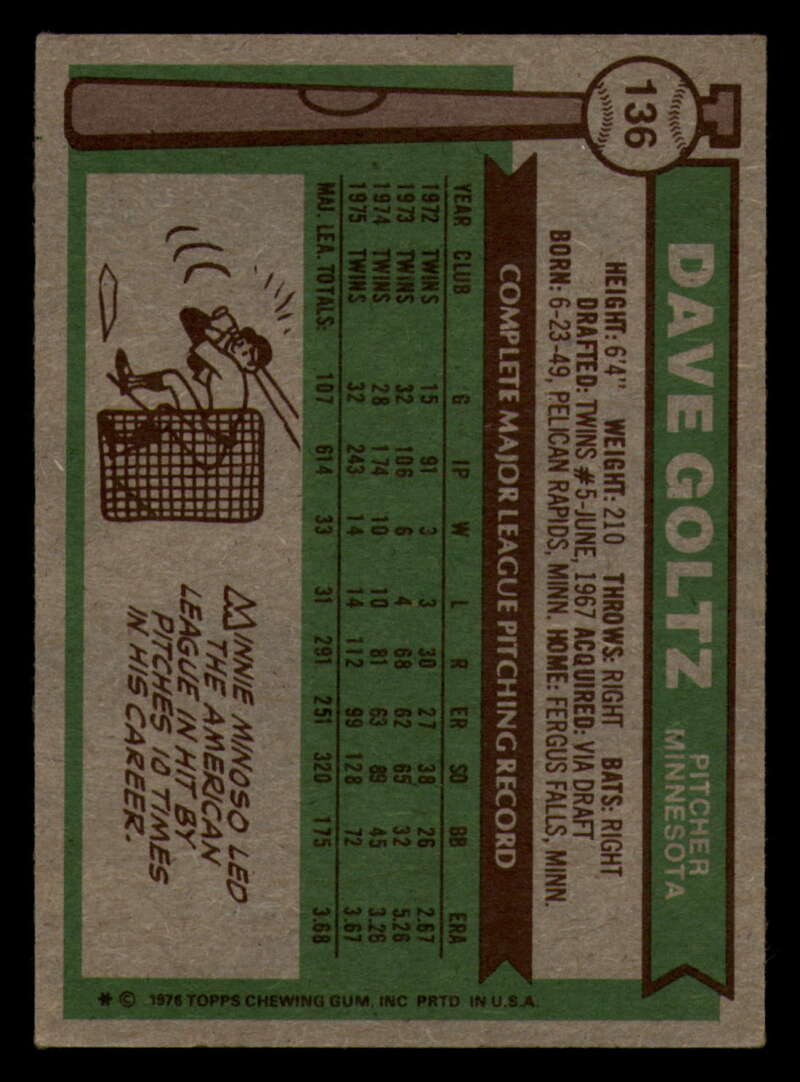 136
DAVE GOLTZ
PITCHER
MINNESOTA
HEIGHT: 6'4" WEIGHT: 210 THROWS: RIGHT BATS: RIGHT
DRAFTED: TWINS #5-JUNE, 1967 ACQUIRED: VIA DRAFT
BORN: 6-23-49, PELICAN RAPIDS, MINN. HOME: FERGUS FALLS, MINN.
COMPLETE MAJOR LEAGUE PITCHING RECORD
YEAR CLUB G IP W L R ER SO BB ERA
1972 TWINS 15 91 3 3 30 27 38 26 2.67
1973 TWINS 32 106 6 4 68 62 65 32 5.26
1974 TWINS 28 174 10 10 81 63 89 45 3.26
1975 TWINS 32 243 14 14 112 99 128 72 3.67
MAJ. LEA. TOTALS: 107 614 33 31 291 251 320 175 3.68
MINNIE MINOSO LED
THE AMERICAN
LEAGUE IN HIT BY
PITCHES 10 TIMES
IN HIS CAREER.
* © 1976 TOPPS CHEWING GUM, INC PRTD IN U.S.A.